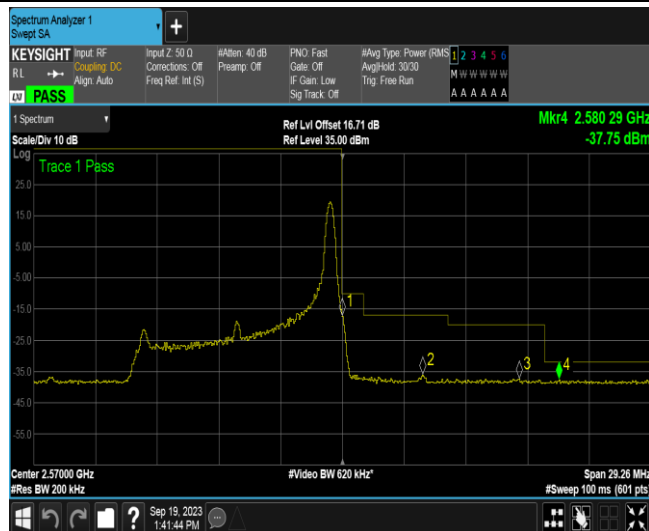 Spectrum Analyzer 1
Swept SA
KEYSIGHT
RL
LXI
PASS
Input: RF
Coupling: DC
Align: Auto
Input Z: 50 Ω
Corrections: Off
Freq Ref: Int (S)
#Atten: 40 dB
Preamp: Off
PNO: Fast
Gate: Off
IF Gain: Low
Sig Track: Off
#Avg Type: Power (RMS
Avg|Hold: 30/30
Trig: Free Run
1 2 3 4 5 6
M W W W W W
A A A A A A
1 Spectrum
Scale/Div 10 dB
Ref Lvl Offset 16.71 dB
Ref Level 35.00 dBm
Mkr4 2.580 29 GHz
-37.75 dBm
Log
Trace 1 Pass
25.0
15.0
5.00
-5.00
-15.0
-25.0
-35.0
-45.0
-55.0
1
2
3
4
Center 2.57000 GHz
#Res BW 200 kHz
#Video BW 620 kHz*
Span 29.26 MHz
#Sweep 100 ms (601 pts)
?
Sep 19, 2023
1:41:44 PM